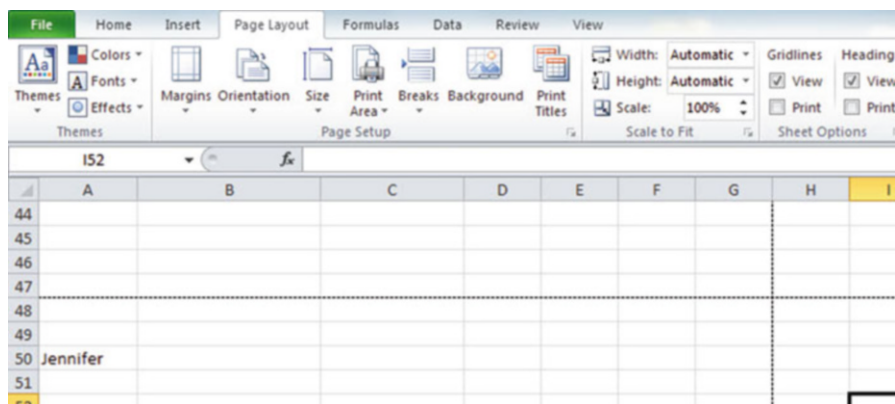 File Home Insert Page Layout Formulas Data Review View
Colors Width: Automatic Gridlines Heading
Aa
A Fonts Height: Automatic View View
Themes Effects Margins Orientation Size Print Area Breaks Background Print Titles Scale: 100% Print Print
Themes Page Setup Scale to Fit Sheet Options
I52 fx
A B C D E F G H I
44
45
46
47
48
49
50 Jennifer
51
52